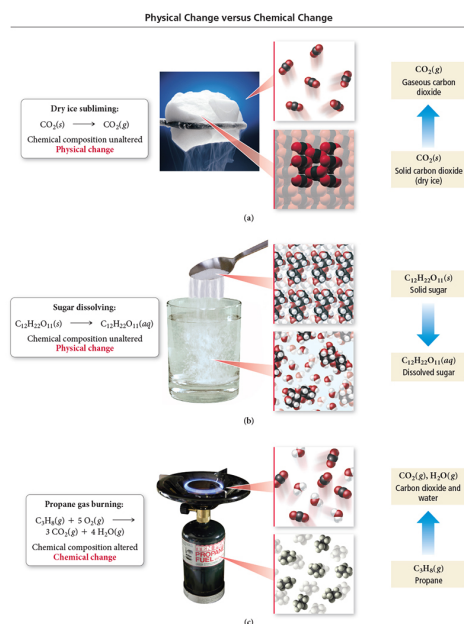 Physical Change versus Chemical Change
CO₂(g)
Gaseous carbon
dioxide
Dry ice subliming:
CO₂(s) ⟶ CO₂(g)
Chemical composition unaltered
Physical change
CO₂(s)
Solid carbon dioxide
(dry ice)
(a)
C₁₂H₂₂O₁₁(s)
Solid sugar
Sugar dissolving:
C₁₂H₂₂O₁₁(s) ⟶ C₁₂H₂₂O₁₁(aq)
Chemical composition unaltered
Physical change
C₁₂H₂₂O₁₁(aq)
Dissolved sugar
(b)
CO₂(g), H₂O(g)
Carbon dioxide and
water
Propane gas burning:
C₃H₈(g) + 5 O₂(g) ⟶
3 CO₂(g) + 4 H₂O(g)
Chemical composition altered
Chemical change
PROPANE
FUEL
C₃H₈(g)
Propane
(c)